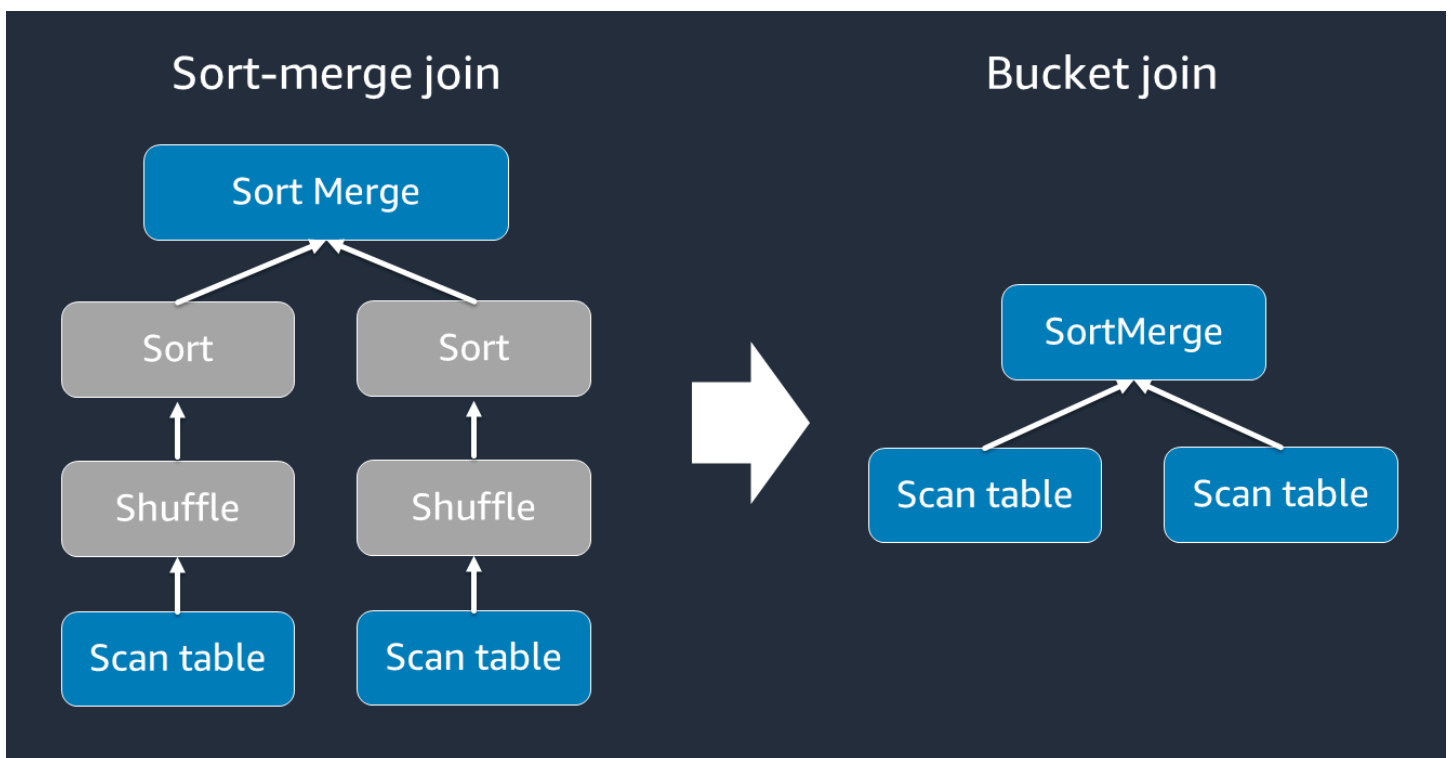 Sort-merge join
Bucket join
Sort Merge
Sort
Sort
Shuffle
Shuffle
Scan table
Scan table
SortMerge
Scan table
Scan table